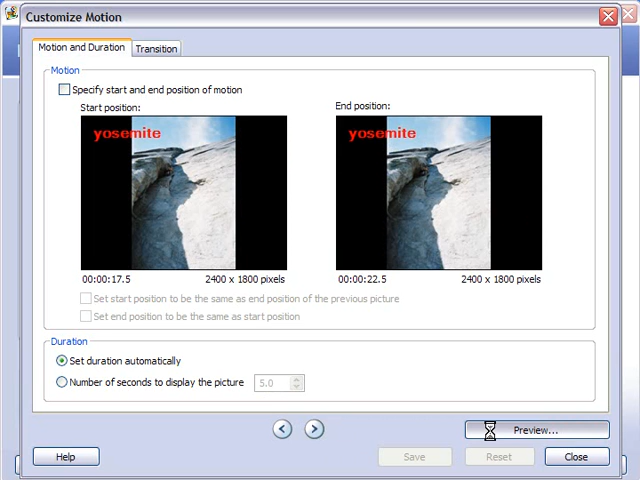 Customize Motion
Motion and Duration
Transition
Motion
Specify start and end position of motion
Start position:
End position:
yosemite
yosemite
00:00:17.5
2400 x 1800 pixels
00:00:22.5
2400 x 1800 pixels
Set start position to be the same as end position of the previous picture
Set end position to be the same as start position
Duration
Set duration automatically
Number of seconds to display the picture
5.0
Preview...
Help
Save
Reset
Close